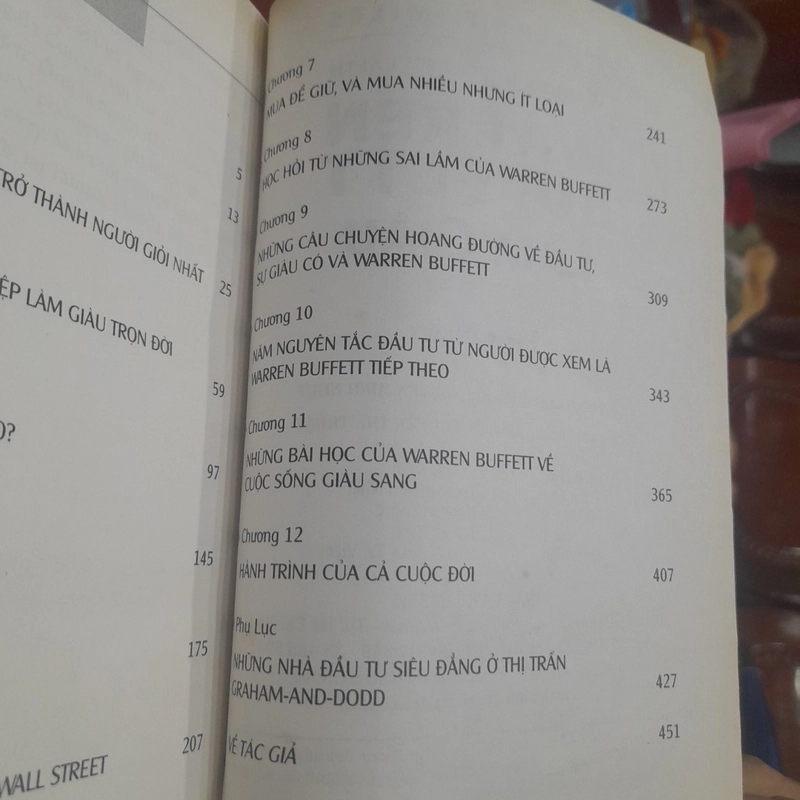 5
13
TRỞ THÀNH NGƯỜI GIỎI NHẤT
25
LÀM GIÀU TRỌN ĐỜI
59
97
145
175
207
WALL STREET
Chương 7
MUA ĐỂ GIỮ, VÀ MUA NHIỀU NHƯNG ÍT LOẠI
241
Chương 8
HỌC HỎI TỪ NHỮNG SAI LẦM CỦA WARREN BUFFETT
273
Chương 9
NHỮNG CÂU CHUYỆN HOANG ĐƯỜNG VỀ ĐẦU TƯ,
SỰ GIÀU CÓ VÀ WARREN BUFFETT
309
Chương 10
NĂM NGUYÊN TẮC ĐẦU TƯ TỪ NGƯỜI ĐƯỢC XEM LÀ
WARREN BUFFETT TIẾP THEO
343
Chương 11
NHỮNG BÀI HỌC CỦA WARREN BUFFETT VỀ
CUỘC SỐNG GIÀU SANG
365
Chương 12
HÀNH TRÌNH CỦA CẢ CUỘC ĐỜI
407
Phụ Lục
NHỮNG NHÀ ĐẦU TƯ SIÊU ĐẲNG Ở THỊ TRẤN
GRAHAM-AND-DODD
427
VỀ TÁC GIẢ
451